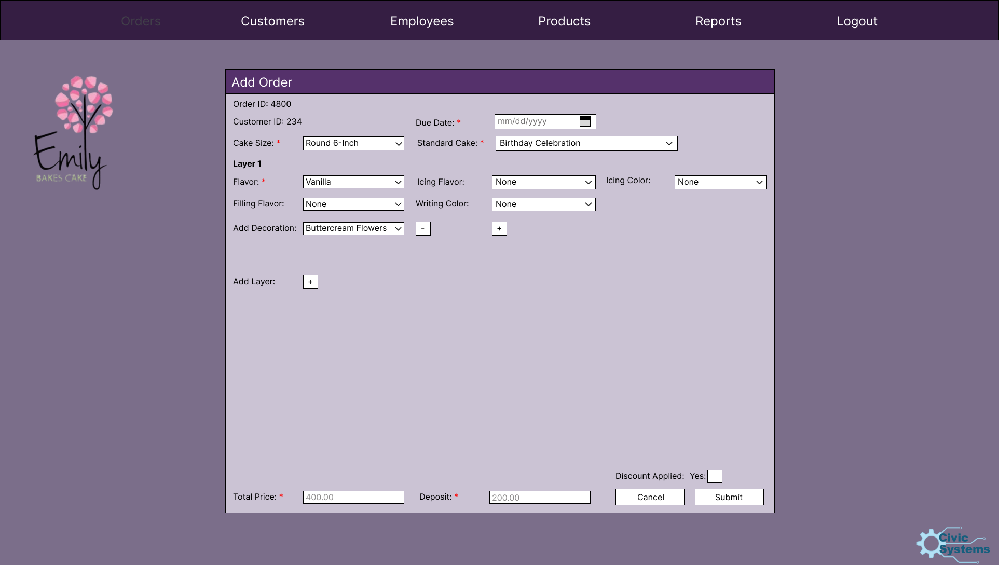 Orders Customers Employees Products Reports Logout
Emily
BAKES CAKE
Add Order
Order ID: 4800
Customer ID: 234 Due Date: * mm/dd/yyyy
Cake Size: * Round 6-Inch Standard Cake: * Birthday Celebration
Layer 1
Flavor: * Vanilla Icing Flavor: None Icing Color: None
Filling Flavor: None Writing Color: None
Add Decoration: Buttercream Flowers - +
Add Layer: +
Discount Applied: Yes:
Total Price: * 400.00 Deposit: * 200.00 Cancel Submit
Civic
Systems